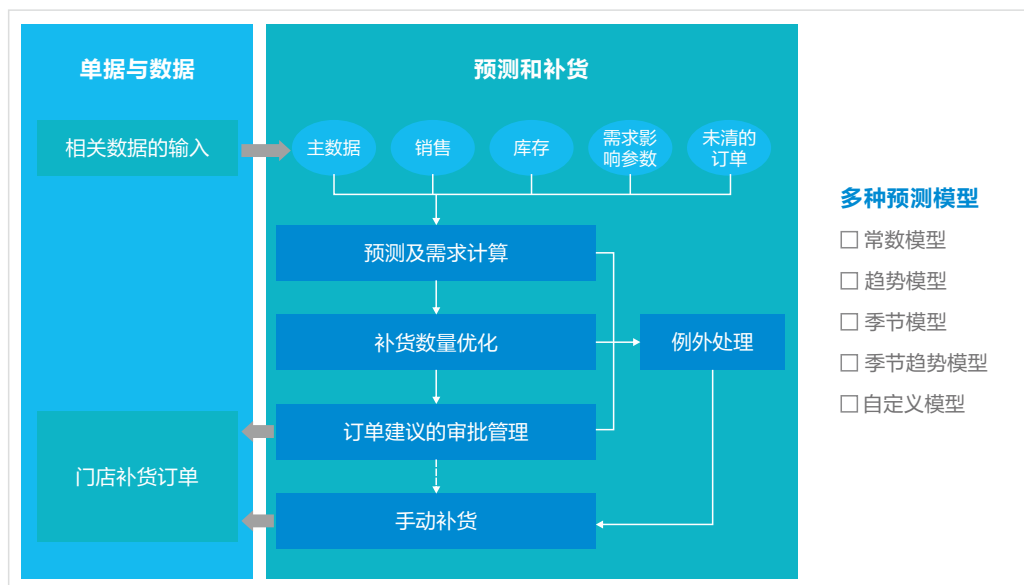 单据与数据
预测和补货
相关数据的输入
主数据
销售
库存
需求影
响参数
未清的
订单
预测及需求计算
补货数量优化
例外处理
订单建议的审批管理
门店补货订单
手动补货
多种预测模型
常数模型
趋势模型
季节模型
季节趋势模型
自定义模型